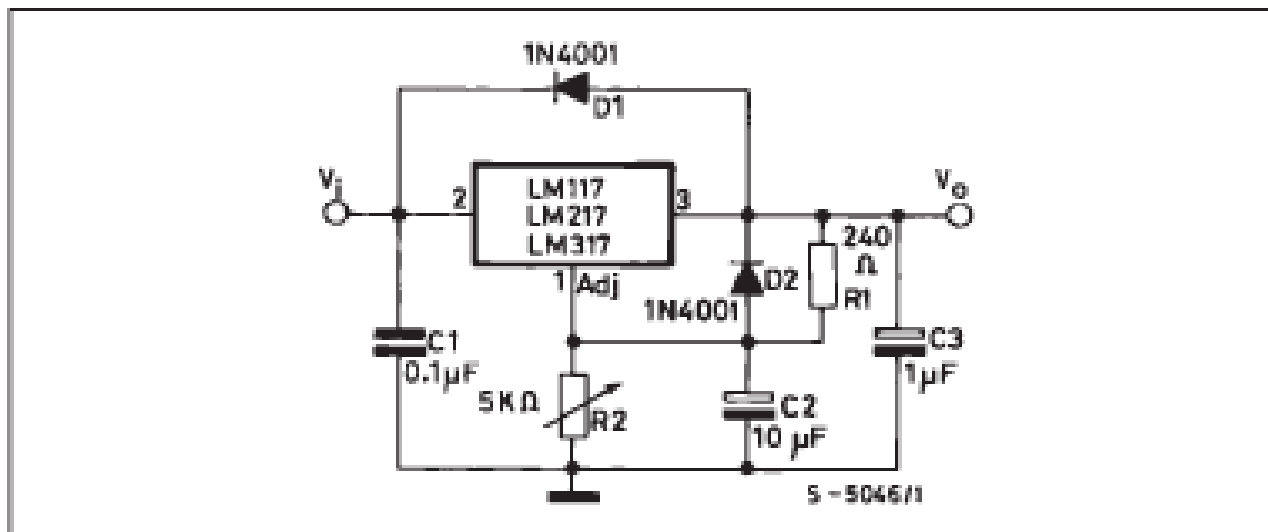 1N4001
D1
Vi
2
LM117
LM217
LM317
3
Vo
1 Adj
240
Ω
R1
D2
1N4001
C1
0.1µF
5KΩ
R2
C2
10 µF
C3
1µF
S-5046/1